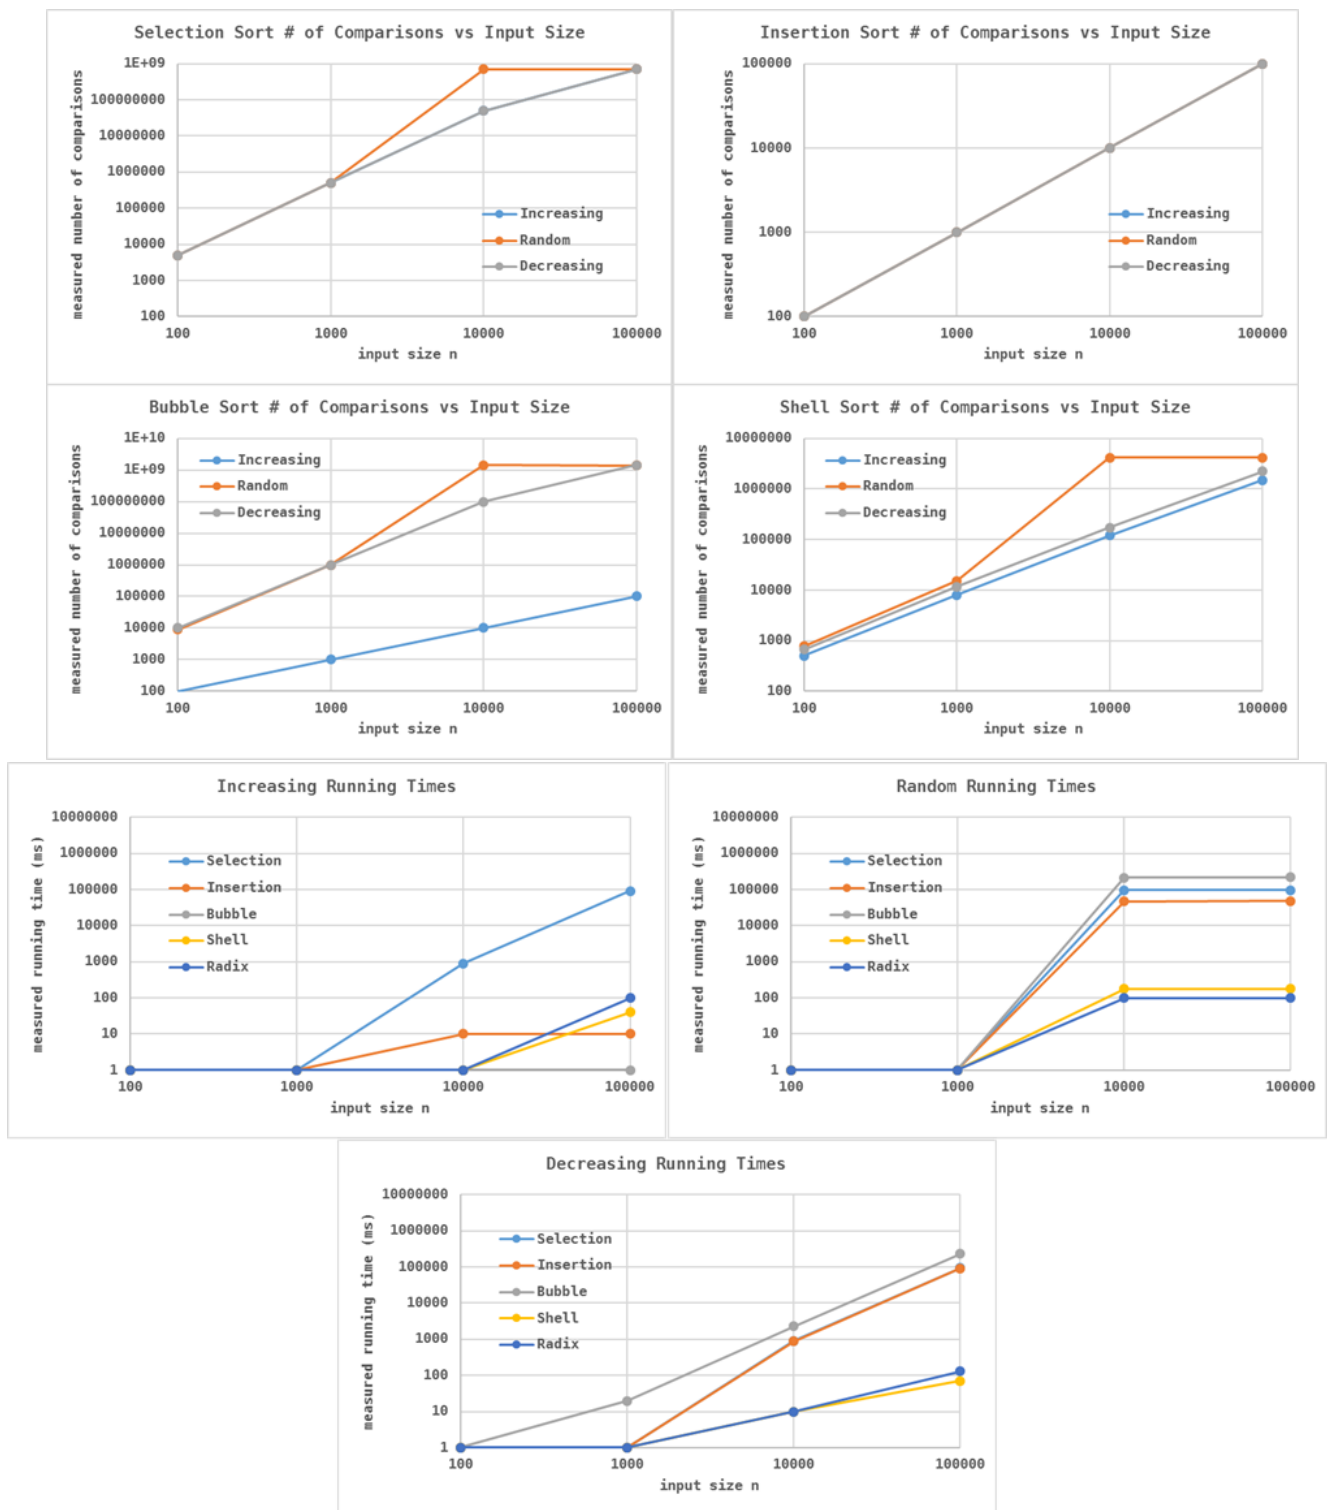 Selection Sort # of Comparisons vs Input Size
measured number of comparisons
1E+09
100000000
10000000
1000000
100000
10000
1000
100
Increasing
Random
Decreasing
100 1000 10000 100000
input size n
Insertion Sort # of Comparisons vs Input Size
measured number of comparisons
100000
10000
1000
100
Increasing
Random
Decreasing
100 1000 10000 100000
input size n
Bubble Sort # of Comparisons vs Input Size
measured number of comparisons
1E+10
1E+09
100000000
10000000
1000000
100000
10000
1000
100
Increasing
Random
Decreasing
100 1000 10000 100000
input size n
Shell Sort # of Comparisons vs Input Size
measured number of comparisons
10000000
1000000
100000
10000
1000
100
Increasing
Random
Decreasing
100 1000 10000 100000
input size n
Increasing Running Times
measured running time (ms)
10000000
1000000
100000
10000
1000
100
10
1
Selection
Insertion
Bubble
Shell
Radix
100 1000 10000 100000
input size n
Random Running Times
measured running time (ms)
10000000
1000000
100000
10000
1000
100
10
1
Selection
Insertion
Bubble
Shell
Radix
100 1000 10000 100000
input size n
Decreasing Running Times
measured running time (ms)
10000000
1000000
100000
10000
1000
100
10
1
Selection
Insertion
Bubble
Shell
Radix
100 1000 10000 100000
input size n